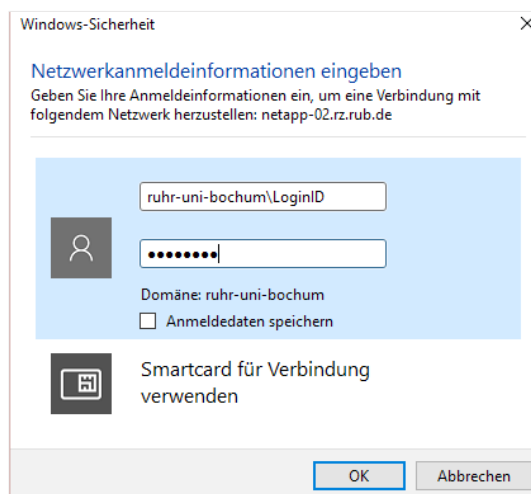 Windows-Sicherheit
Netzwerkanmeldeinformationen eingeben
Geben Sie Ihre Anmeldeinformationen ein, um eine Verbindung mit
folgendem Netzwerk herzustellen: netapp-02.rz.rub.de
ruhr-uni-bochum\LoginID
●●●●●●●●
Domäne: ruhr-uni-bochum
Anmeldedaten speichern
Smartcard für Verbindung
verwenden
OK
Abbrechen